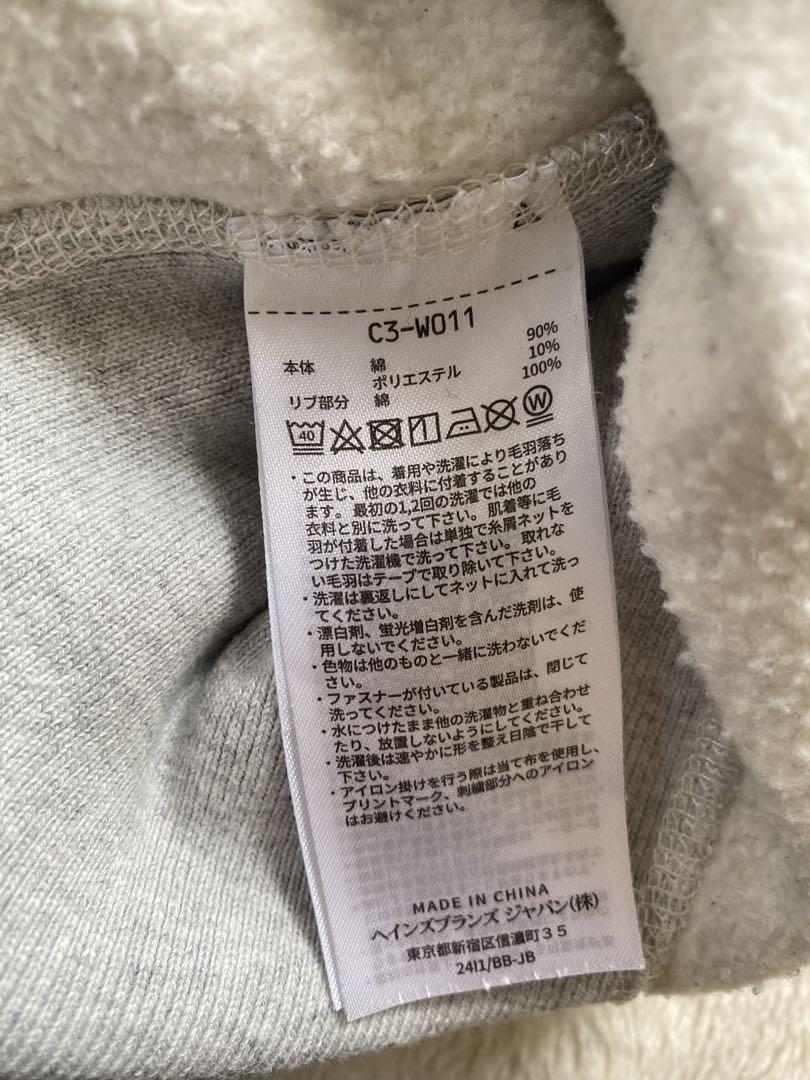 C3-W011
本体 綿 90%
ポリエステル 10%
リブ部分 綿 100%
40 W
・この商品は、着用や洗濯により毛羽落ち
が生じ、他の衣料に付着することがあり
ます。最初の1,2回の洗濯では他の
衣料と別に洗って下さい。肌着等に毛
羽が付着した場合は単独で糸屑ネットを
つけた洗濯機で洗って下さい。取れな
い毛羽はテープで取り除いて下さい。
・洗濯は裏返しにしてネットに入れて洗っ
てください。
・漂白剤、蛍光増白剤を含んだ洗剤は、使
用しないでください。
・色物は他のものと一緒に洗わないでくだ
さい。
・ファスナーが付いている製品は、閉じて
洗ってください。
・水につけたまま他の洗濯物と重ね合わせ
たり、放置しないようにしてください。
・洗濯後は速やかに形を整え日陰で干して
下さい。
・アイロン掛けを行う際は当て布を使用し、
プリントマーク、刺繍部分へのアイロン
はお避けください。
MADE IN CHINA
ヘインズブランズ ジャパン(株)
東京都新宿区信濃町35
24I1/BB-JB